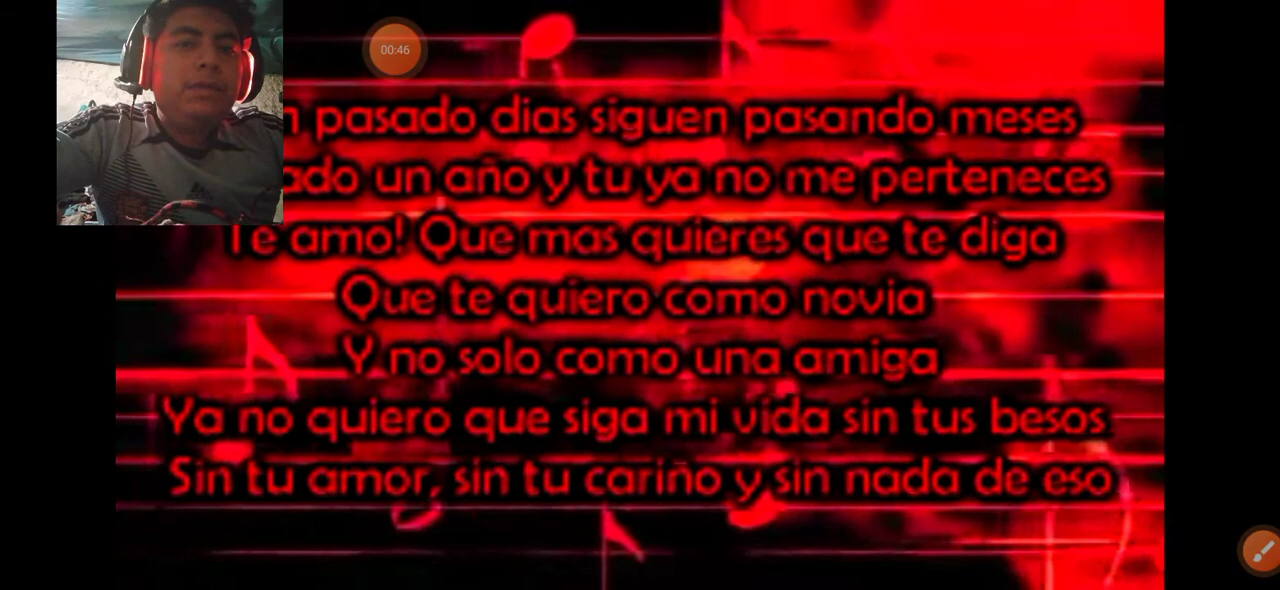 00:46
pasado dias siguen pasando meses
un año y tu ya no me perteneces
Te amo! Que mas quieres que te diga
Que te quiero como novia
Y no solo como una amiga
Ya no quiero que siga mi vida sin tus besos
Sin tu amor, sin tu cariño y sin nada de eso